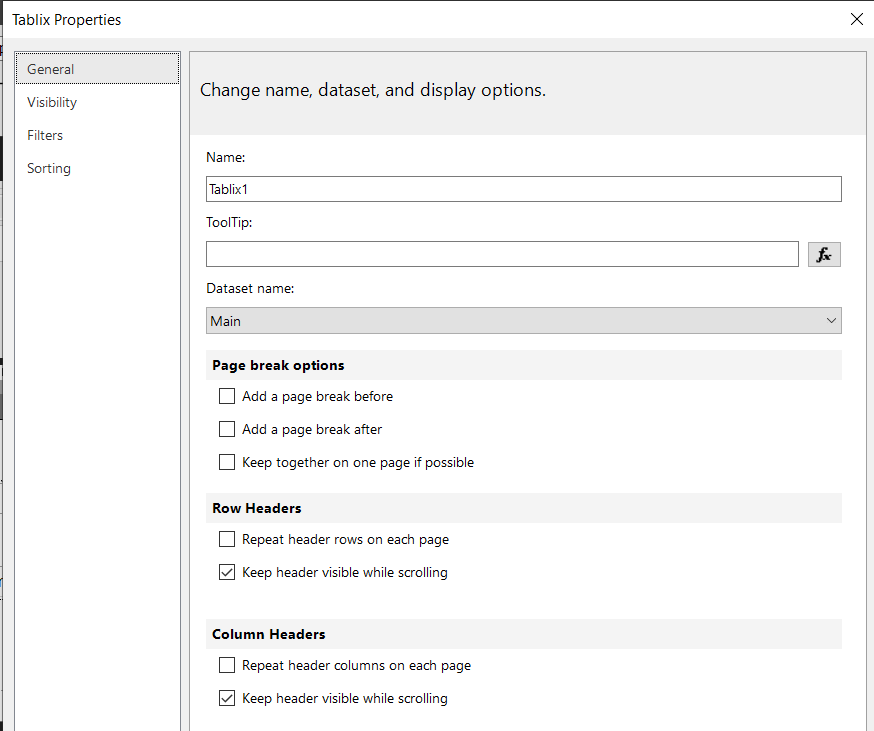 Tablix Properties
General
Visibility
Filters
Sorting
Change name, dataset, and display options.
Name:
Tablix1
ToolTip:
fx
Dataset name:
Main
Page break options
Add a page break before
Add a page break after
Keep together on one page if possible
Row Headers
Repeat header rows on each page
Keep header visible while scrolling
Column Headers
Repeat header columns on each page
Keep header visible while scrolling